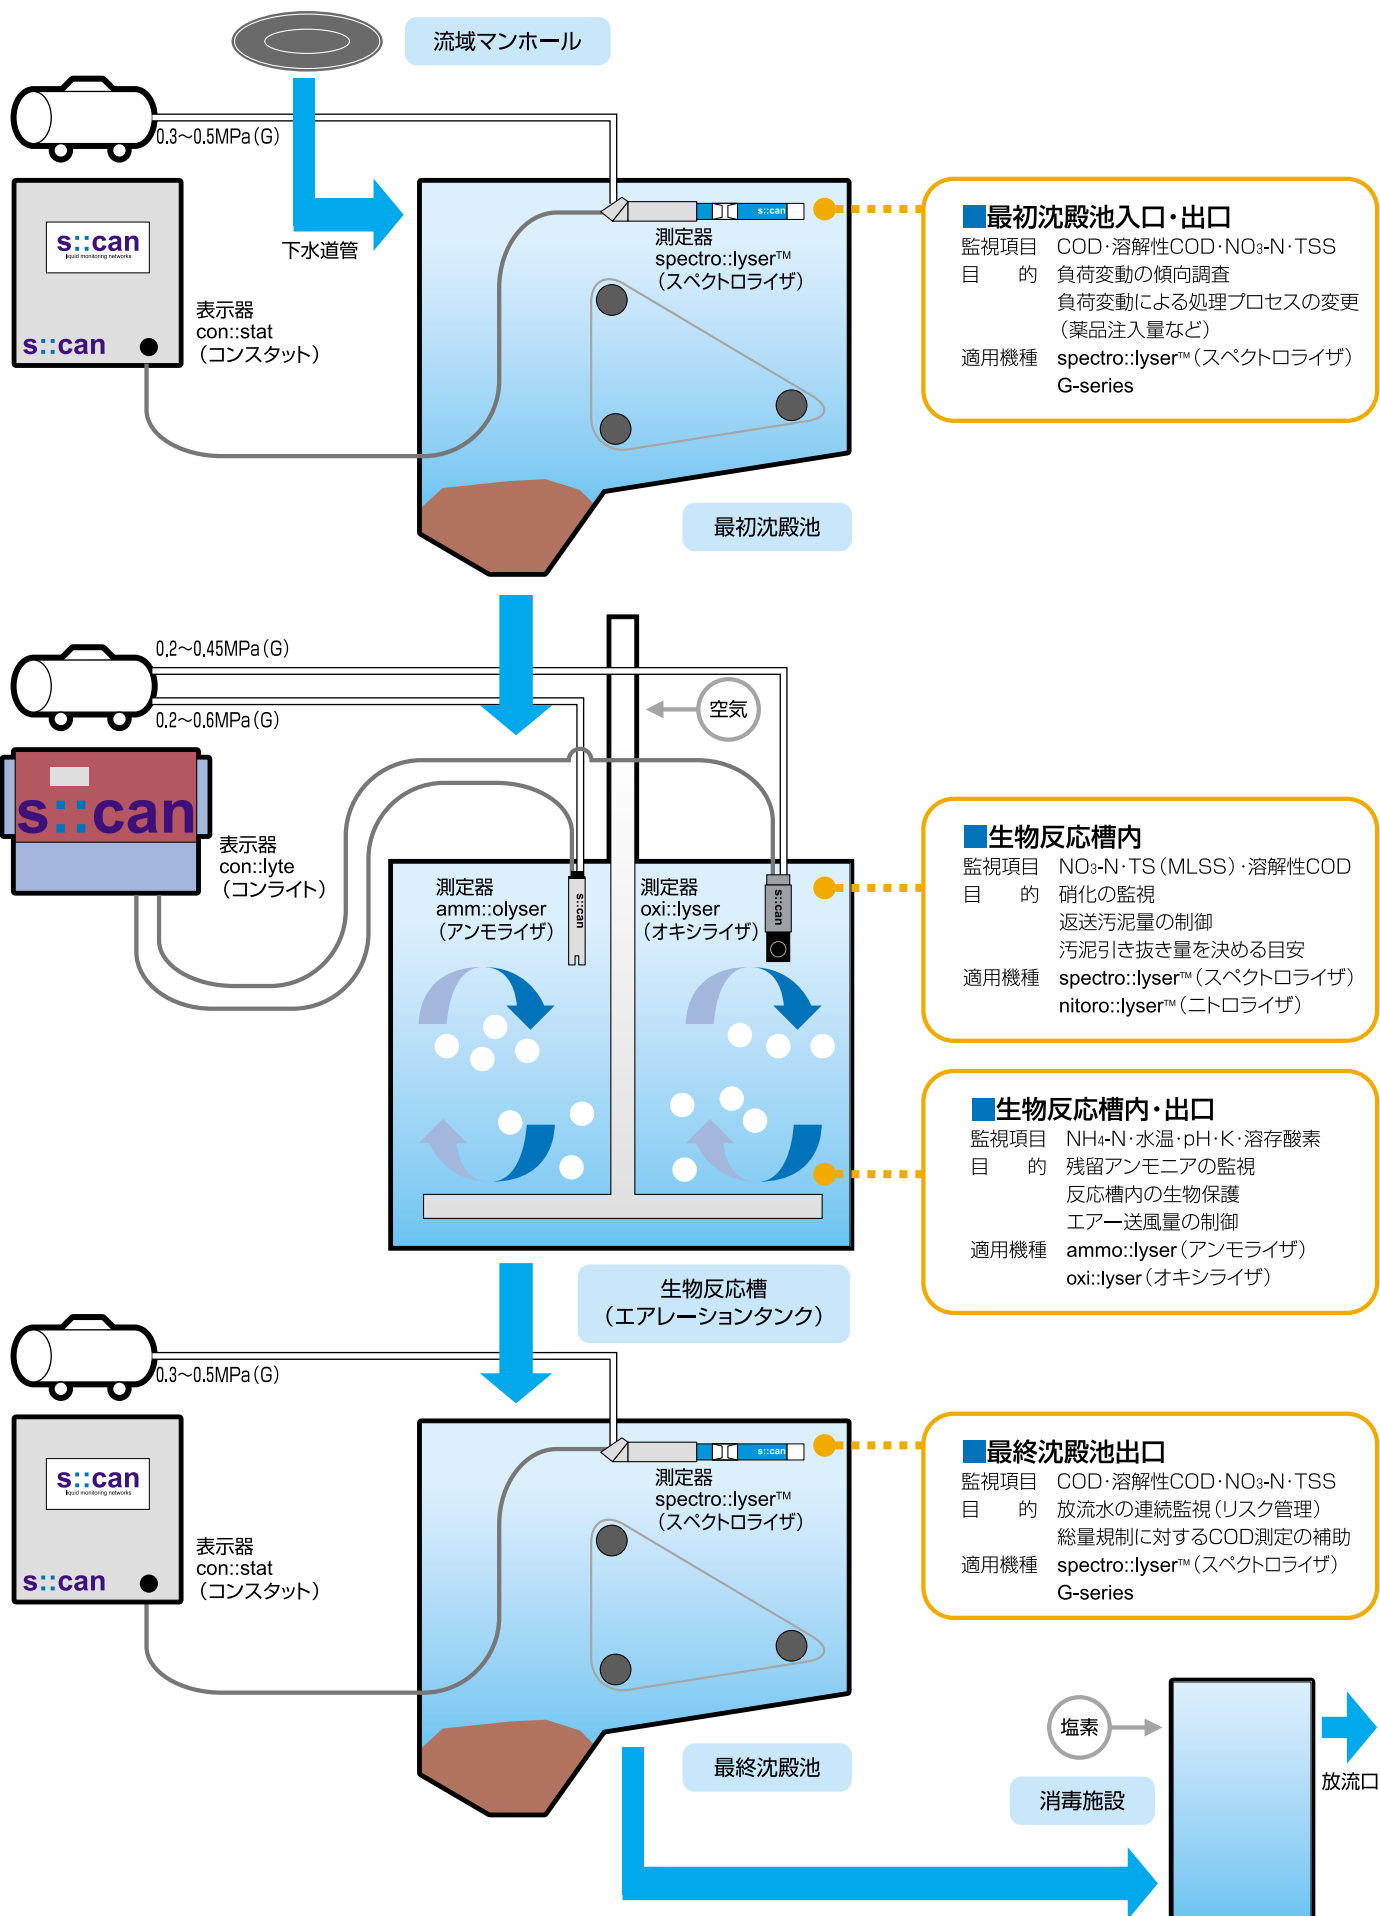 流域マンホール
0.3～0.5MPa(G)
s::can
liquid monitoring networks
s::can
表示器
con::stat
(コンスタット)
下水道管
s::can
測定器
spectro::lyser™
(スペクトロライザ)
■最初沈殿池入口・出口
監視項目 COD・溶解性COD・NO₃-N・TSS
目 的 負荷変動の傾向調査
負荷変動による処理プロセスの変更
(薬品注入量など)
適用機種 spectro::lyser™(スペクトロライザ)
G-series
最初沈殿池
0.2～0.45MPa(G)
0.2～0.6MPa(G)
空気
s::can
表示器
con::lyte
(コンライト)
測定器
amm::olyser
(アンモライザ)
s::can
測定器
oxi::lyser
(オキシライザ)
s::can
■生物反応槽内
監視項目 NO₃-N・TS(MLSS)・溶解性COD
目 的 硝化の監視
返送汚泥量の制御
汚泥引き抜き量を決める目安
適用機種 spectro::lyser™(スペクトロライザ)
nitoro::lyser™(ニトロライザ)
■生物反応槽内・出口
監視項目 NH₄-N・水温・pH・K・溶存酸素
目 的 残留アンモニアの監視
反応槽内の生物保護
エアー送風量の制御
適用機種 ammo::lyser(アンモライザ)
oxi::lyser(オキシライザ)
生物反応槽
(エアレーションタンク)
0.3～0.5MPa(G)
s::can
liquid monitoring networks
s::can
表示器
con::stat
(コンスタット)
s::can
測定器
spectro::lyser™
(スペクトロライザ)
■最終沈殿池出口
監視項目 COD・溶解性COD・NO₃-N・TSS
目 的 放流水の連続監視(リスク管理)
総量規制に対するCOD測定の補助
適用機種 spectro::lyser™(スペクトロライザ)
G-series
最終沈殿池
塩素
消毒施設
放流口